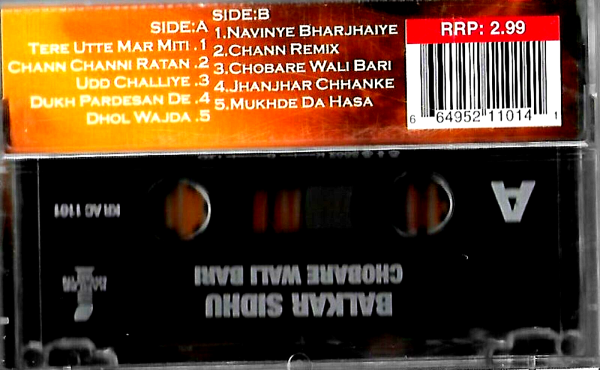 SIDE:A
TERE UTTE MAR MITI .1
CHANN CHANNI RATAN .2
UDD CHALLIYE .3
DUKH PARDESAN DE .4
DHOL WAJDA .5
SIDE:B
1.NAVINYE BHARJHAIYE
2.CHANN REMIX
3.CHOBARE WALI BARI
4.JHANJHAR CHHANKE
5.MUKHDE DA HASA
RRP: 2.99
6 64952 11014 1
A
KR AC 1101
BALKAR SIDHU
CHOBARE WALI BARI